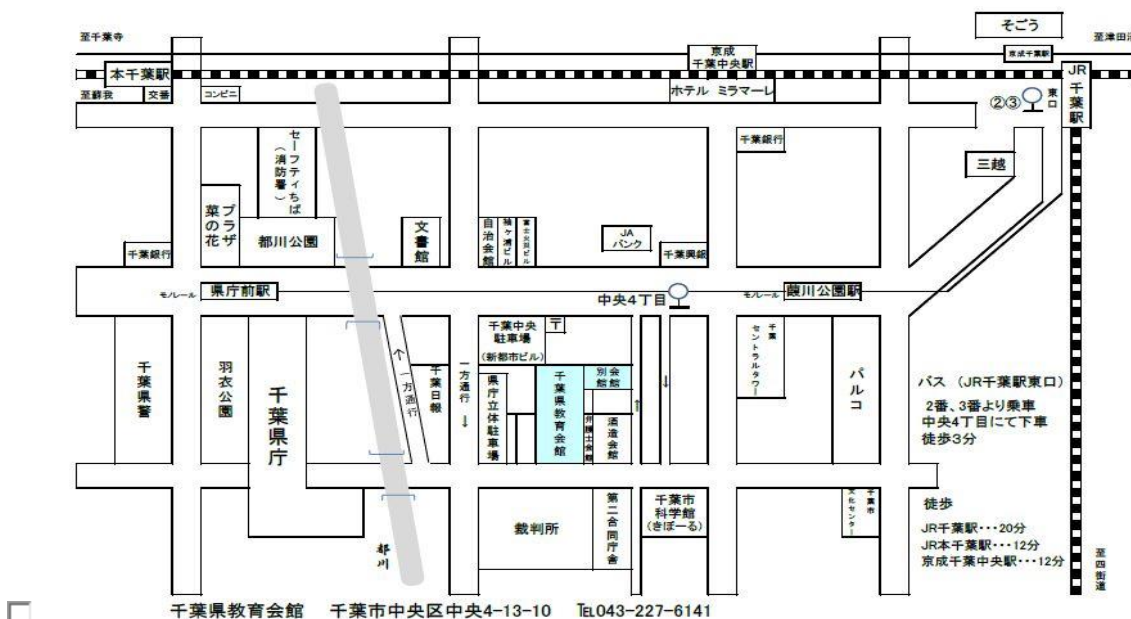 そごう
至千葉寺
京成
千葉中央駅
京成千葉駅
本千葉駅
JR千葉駅
至蘇我
交番
コンビニ
ホテル ミラマーレ
②③
東口
千葉銀行
三越
セーフティちば
（消防署）
プラザ
菜の花
都川公園
文書館
自治会館
袖ヶ浦ビル
JA
バンク
千葉銀行
千葉興銀
モノレール
県庁前駅
中央4丁目
モノレール
葭川公園駅
千葉県警
羽衣公園
千葉県庁
↑一方通行
千葉日報
一方通行→
千葉中央
駐車場
(新都市ビル)
〒
県庁立体駐車場
千葉県教育会館
別会館
弁護士会館
酒造会館
↑
↓
千葉
セントラルタワー
パルコ
バス （JR千葉駅東口）
2番、3番より乗車
中央4丁目にて下車
徒歩3分
都川
裁判所
第二合同庁舎
千葉市
科学館
(きぼーる)
千葉市
文化センター
徒歩
JR千葉駅･･･20分
JR本千葉駅･･･12分
京成千葉中央駅･･･12分
至四街道
千葉県教育会館 千葉市中央区中央4-13-10 ℡043-227-6141